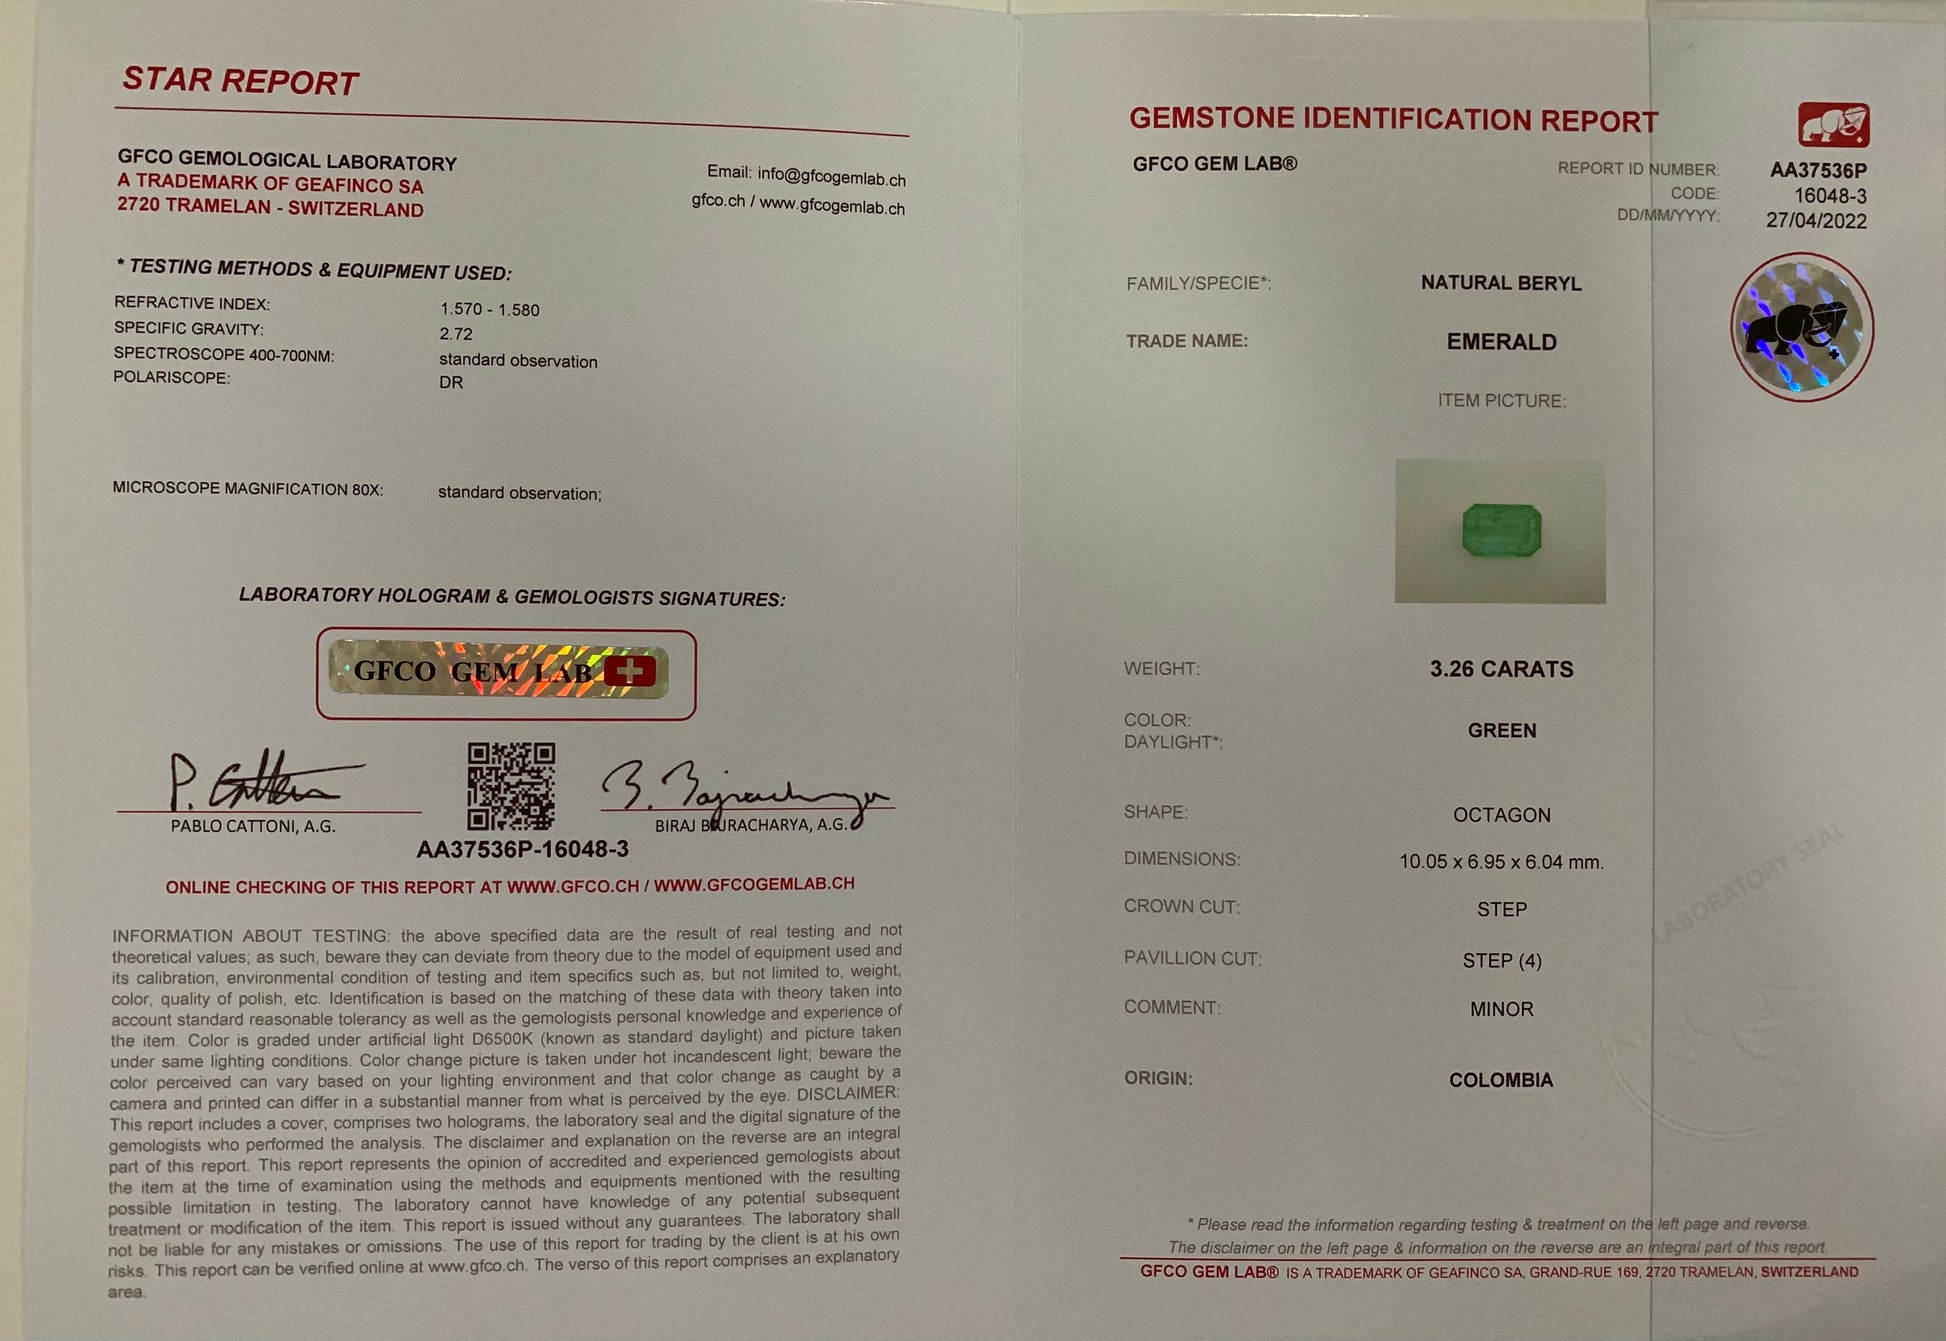 STAR REPORT
GFCO GEMOLOGICAL LABORATORY
A TRADEMARK OF GEAFINCO SA
2720 TRAMELAN - SWITZERLAND
Email: info@gfcogemlab.ch
gfco.ch / www.gfcogemlab.ch
* TESTING METHODS & EQUIPMENT USED:
REFRACTIVE INDEX: 1.570 - 1.580
SPECIFIC GRAVITY: 2.72
SPECTROSCOPE 400-700NM: standard observation
POLARISCOPE: DR
MICROSCOPE MAGNIFICATION 80X: standard observation;
LABORATORY HOLOGRAM & GEMOLOGISTS SIGNATURES:
GFCO GEM LAB
P. Cattoni
B. Bajracharya
PABLO CATTONI, A.G.
BIRAJ BAJRACHARYA, A.G.
AA37536P-16048-3
ONLINE CHECKING OF THIS REPORT AT WWW.GFCO.CH / WWW.GFCOGEMLAB.CH
INFORMATION ABOUT TESTING: the above specified data are the result of real testing and not
theoretical values; as such, beware they can deviate from theory due to the model of equipment used and
its calibration, environmental condition of testing and item specifics such as, but not limited to, weight,
color, quality of polish, etc. Identification is based on the matching of these data with theory taken into
account standard reasonable tolerancy as well as the gemologists personal knowledge and experience of
the item. Color is graded under artificial light D6500K (known as standard daylight) and picture taken
under same lighting conditions. Color change picture is taken under hot incandescent light; beware the
color perceived can vary based on your lighting environment and that color change as caught by a
camera and printed can differ in a substantial manner from what is perceived by the eye. DISCLAIMER:
This report includes a cover, comprises two holograms, the laboratory seal and the digital signature of the
gemologists who performed the analysis. The disclaimer and explanation on the reverse are an integral
part of this report. This report represents the opinion of accredited and experienced gemologists about
the item at the time of examination using the methods and equipments mentioned with the resulting
possible limitation in testing. The laboratory cannot have knowledge of any potential subsequent
treatment or modification of the item. This report is issued without any guarantees. The laboratory shall
not be liable for any mistakes or omissions. The use of this report for trading by the client is at his own
risks. This report can be verified online at www.gfco.ch. The verso of this report comprises an explanatory
area.
GEMSTONE IDENTIFICATION REPORT
GFCO GEM LAB®
REPORT ID NUMBER: AA37536P
CODE: 16048-3
DD/MM/YYYY: 27/04/2022
FAMILY/SPECIE*: NATURAL BERYL
TRADE NAME: EMERALD
ITEM PICTURE:
WEIGHT: 3.26 CARATS
COLOR:
DAYLIGHT*: GREEN
SHAPE: OCTAGON
DIMENSIONS: 10.05 x 6.95 x 6.04 mm.
CROWN CUT: STEP
PAVILLION CUT: STEP (4)
COMMENT: MINOR
ORIGIN: COLOMBIA
LABORATORY SEAL
* Please read the information regarding testing & treatment on the left page and reverse.
The disclaimer on the left page & information on the reverse are an integral part of this report.
GFCO GEM LAB® IS A TRADEMARK OF GEAFINCO SA, GRAND-RUE 169, 2720 TRAMELAN, SWITZERLAND